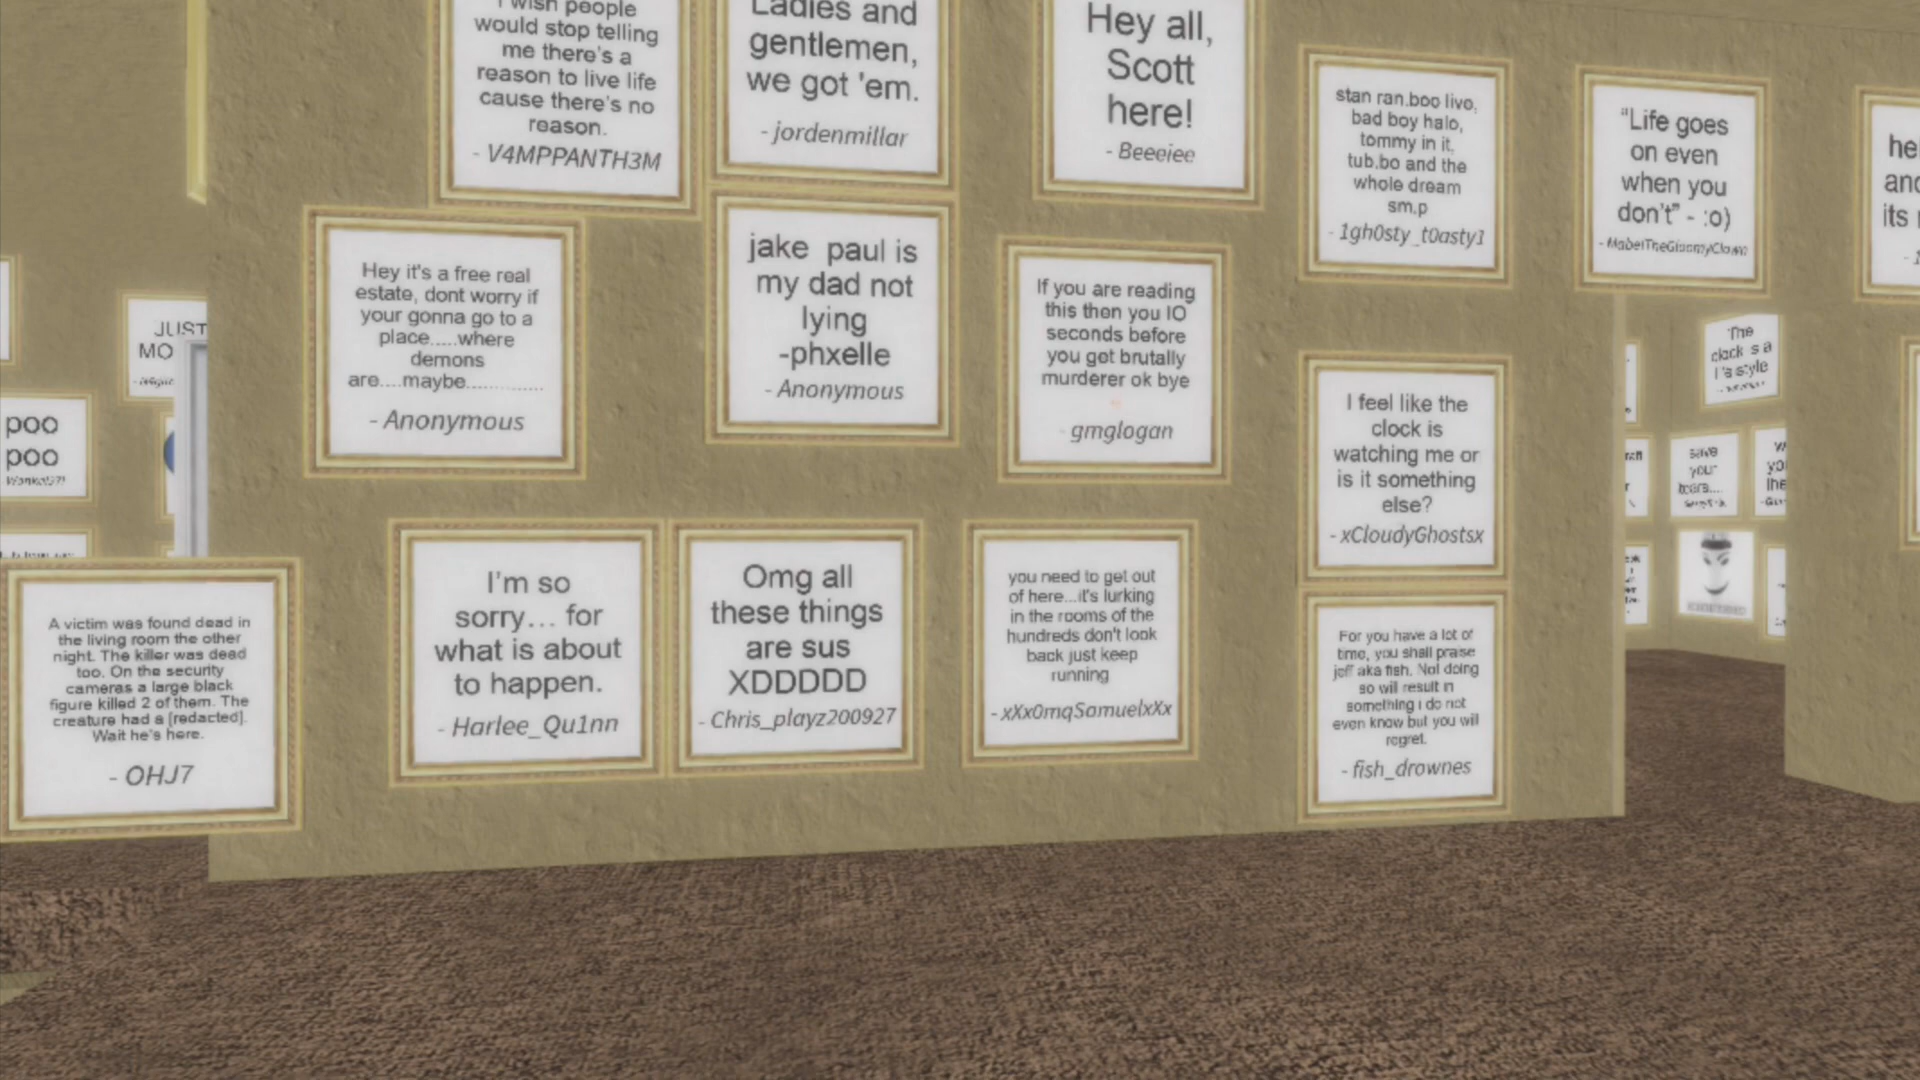 I wish people
would stop telling
me there's a
reason to live life
cause there's no
reason.
- V4MPPANTH3M
Ladies and
gentlemen,
we got 'em.
- jordenmillar
Hey all,
Scott
here!
- Beeeiee
stan ran.boo live,
bad boy halo,
tommy in it,
tub.bo and the
whole dream
sm.p
- 1gh0sty_t0asty1
"Life goes
on even
when you
don't" - :o)
- MabelTheGlammyClown
Hey it's a free real
estate, dont worry if
your gonna go to a
place.....where
demons
are....maybe.............
- Anonymous
jake paul is
my dad not
lying
-phxelle
- Anonymous
If you are reading
this then you IO
seconds before
you get brutally
murderer ok bye
- gmglogan
I feel like the
clock is
watching me or
is it something
else?
- xCloudyGhostsx
JUST
MO
poo
poo
A victim was found dead in
the living room the other
night. The killer was dead
too. On the security
cameras a large black
figure killed 2 of them. The
creature had a [redacted].
Wait he's here.
- OHJ7
I'm so
sorry... for
what is about
to happen.
- Harlee_Qu1nn
Omg all
these things
are sus
XDDDDD
- Chris_playz200927
you need to get out
of here...it's lurking
in the rooms of the
hundreds don't look
back just keep
running
- xXx0mqSamuelxXx
For you have a lot of
time, you shall praise
jeff aka fish. Not doing
so will result in
something i do not
even know but you will
regret.
- fish_drownes
The
clock is a
save
your
tears....